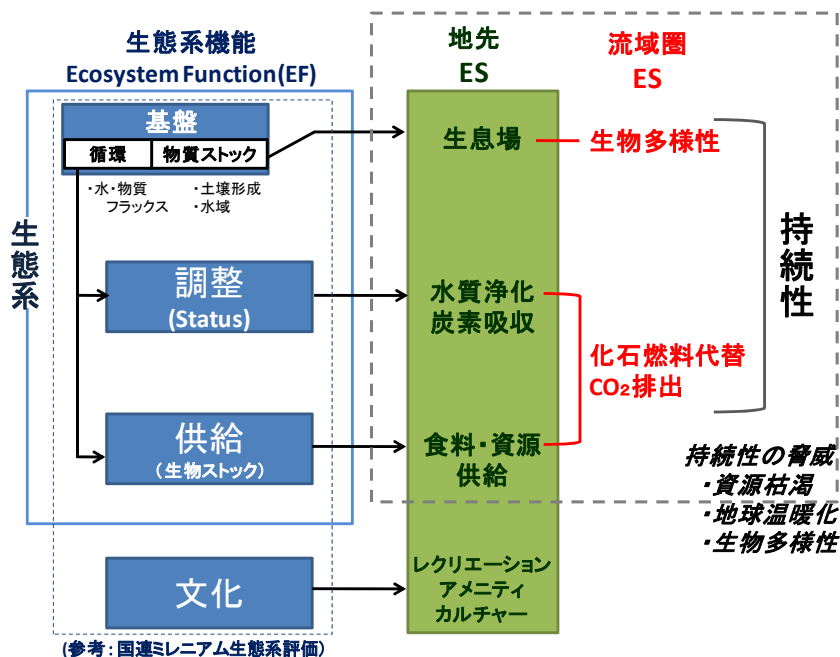 生態系機能
Ecosystem Function(EF)
地先
ES
流域圏
ES
生態系
基盤
循環
物質ストック
・水・物質
フラックス
・土壌形成
・水域
調整
(Status)
供給
(生物ストック)
文化
生息場
水質浄化
炭素吸収
食料・資源
供給
レクリエーション
アメニティ
カルチャー
生物多様性
化石燃料代替
CO₂排出
持続性
持続性の脅威
・資源枯渇
・地球温暖化
・生物多様性
(参考：国連ミレニアム生態系評価)